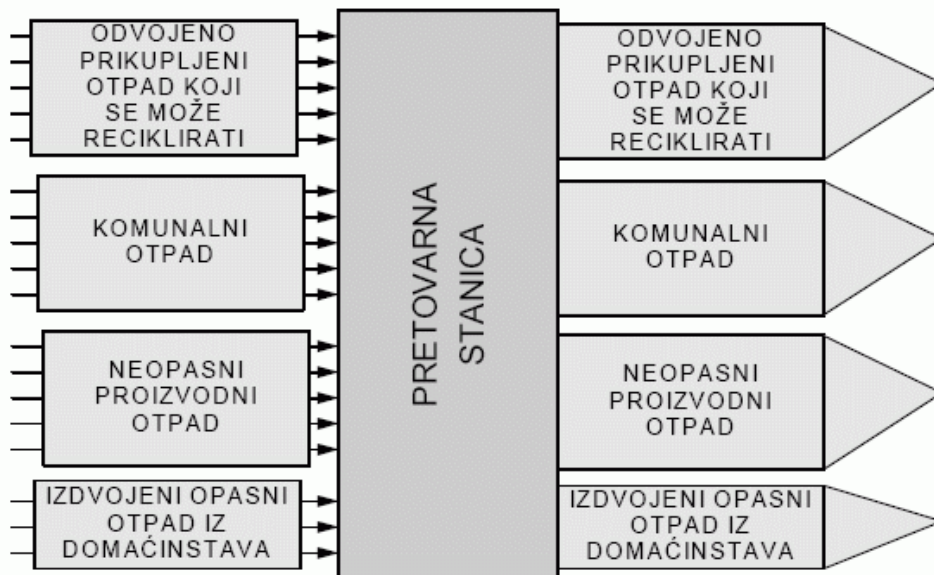 ODVOJENO
PRIKUPLJENI
OTPAD KOJI
SE MOŽE
RECIKLIRATI
KOMUNALNI
OTPAD
NEOPASNI
PROIZVODNI
OTPAD
IZDVOJENI OPASNI
OTPAD IZ
DOMAĆINSTAVA
PRETOVARNA
STANICA
ODVOJENO
PRIKUPLJENI
OTPAD KOJI
SE MOŽE
RECIKLIRATI
KOMUNALNI
OTPAD
NEOPASNI
PROIZVODNI
OTPAD
IZDVOJENI OPASNI
OTPAD IZ
DOMAĆINSTAVA